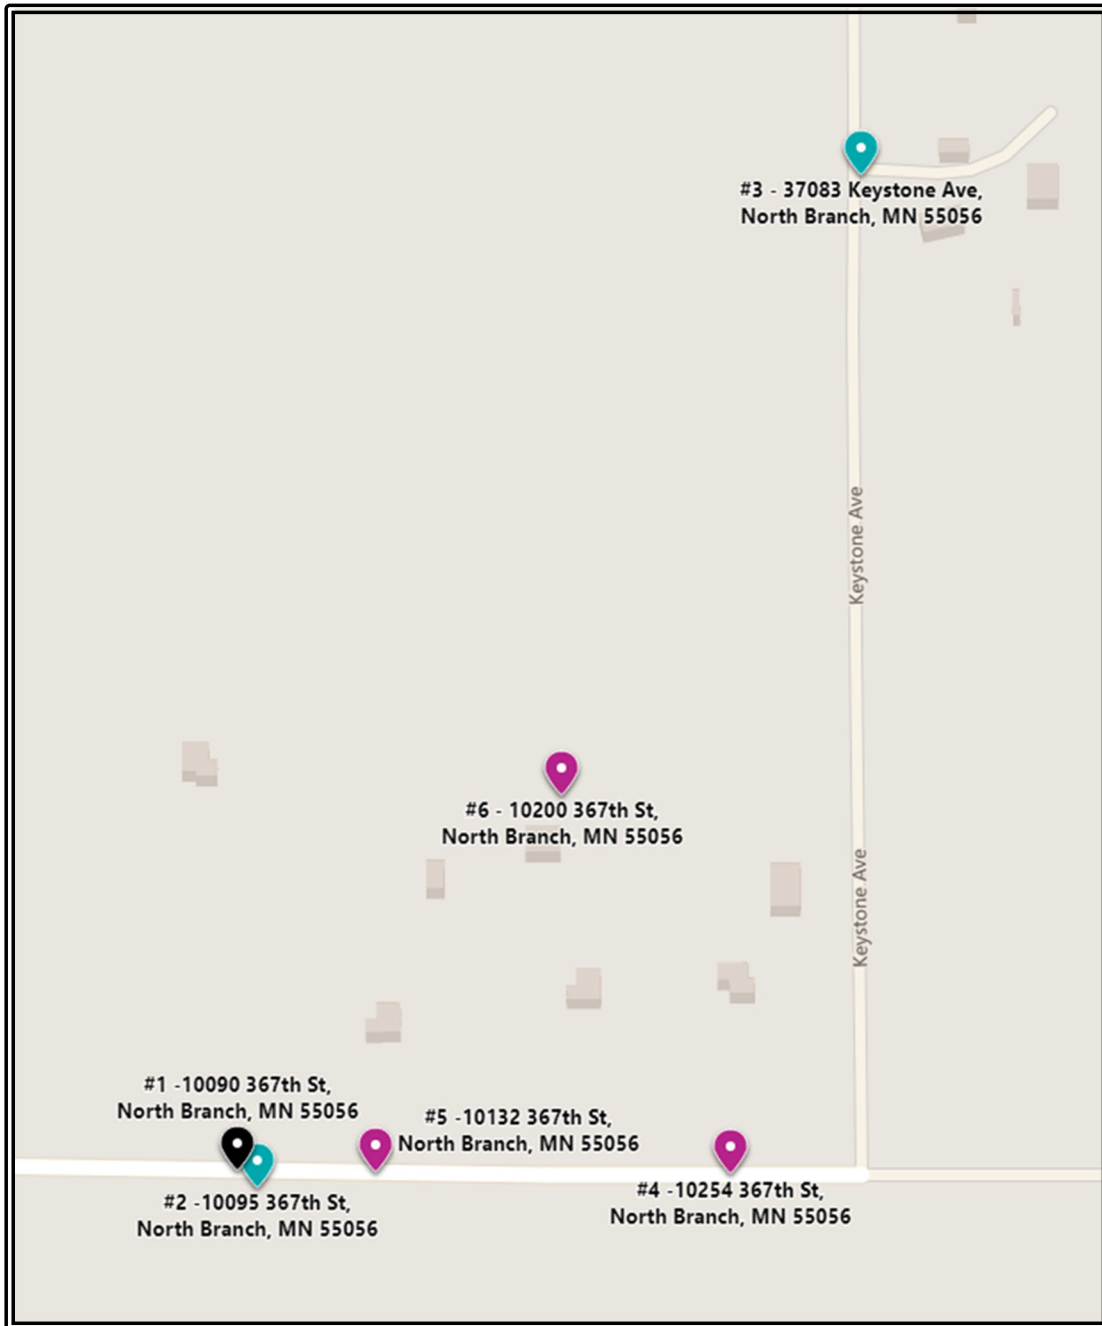 #3 - 37083 Keystone Ave,
North Branch, MN 55056
Keystone Ave
#6 - 10200 367th St,
North Branch, MN 55056
Keystone Ave
#1 -10090 367th St,
North Branch, MN 55056
#5 -10132 367th St,
North Branch, MN 55056
#2 -10095 367th St,
North Branch, MN 55056
#4 -10254 367th St,
North Branch, MN 55056